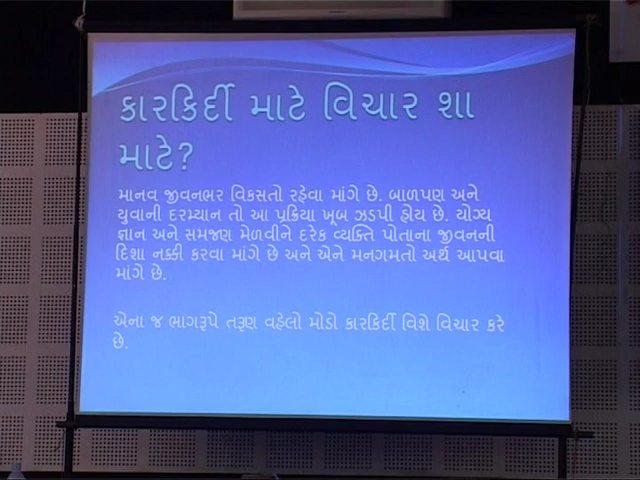 કારકિર્દી માટે વિચાર શા
માટે?
માનવ જીવનભર વિકસતો રહેવા માંગે છે. બાળપણ અને
યુવાની દરમ્યાન તો આ પ્રક્રિયા ખૂબ ઝડપી હોય છે. યોગ્ય
જ્ઞાન અને સમજણ મેળવીને દરેક વ્યક્તિ પોતાના જીવનની
દિશા નક્કી કરવા માંગે છે અને એને મનગમતો અર્થ આપવા
માંગે છે.
એના જ ભાગરૂપે તરૂણ વહેલો મોડો કારકિર્દી વિશે વિચાર કરે
છે.